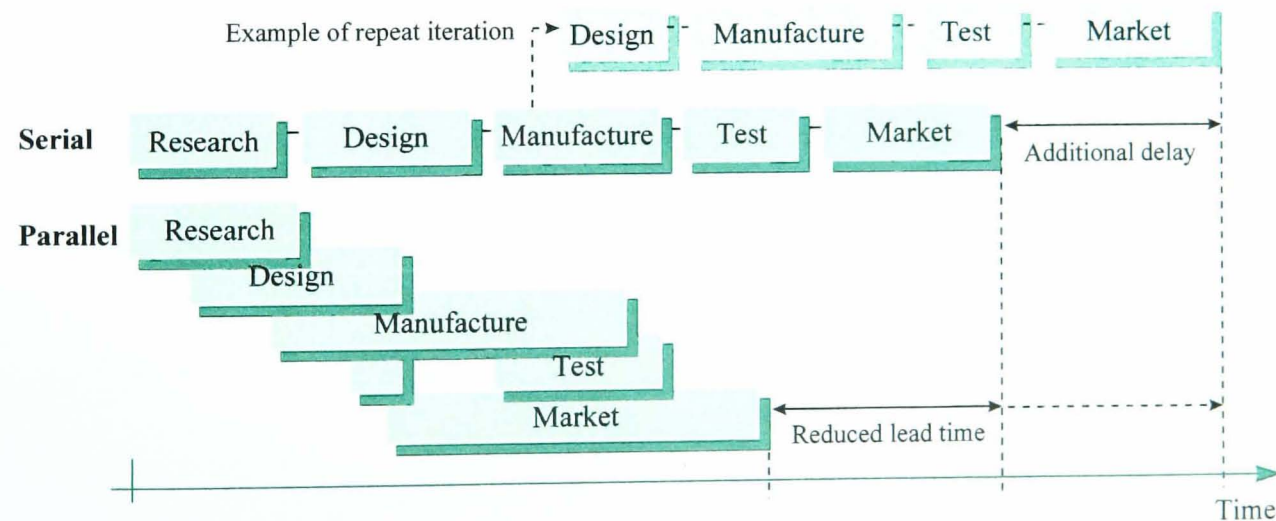 Example of repeat iteration Design Manufacture Test Market
Serial Research Design Manufacture Test Market
Additional delay
Parallel Research
Design
Manufacture
Test
Market
Reduced lead time
Time